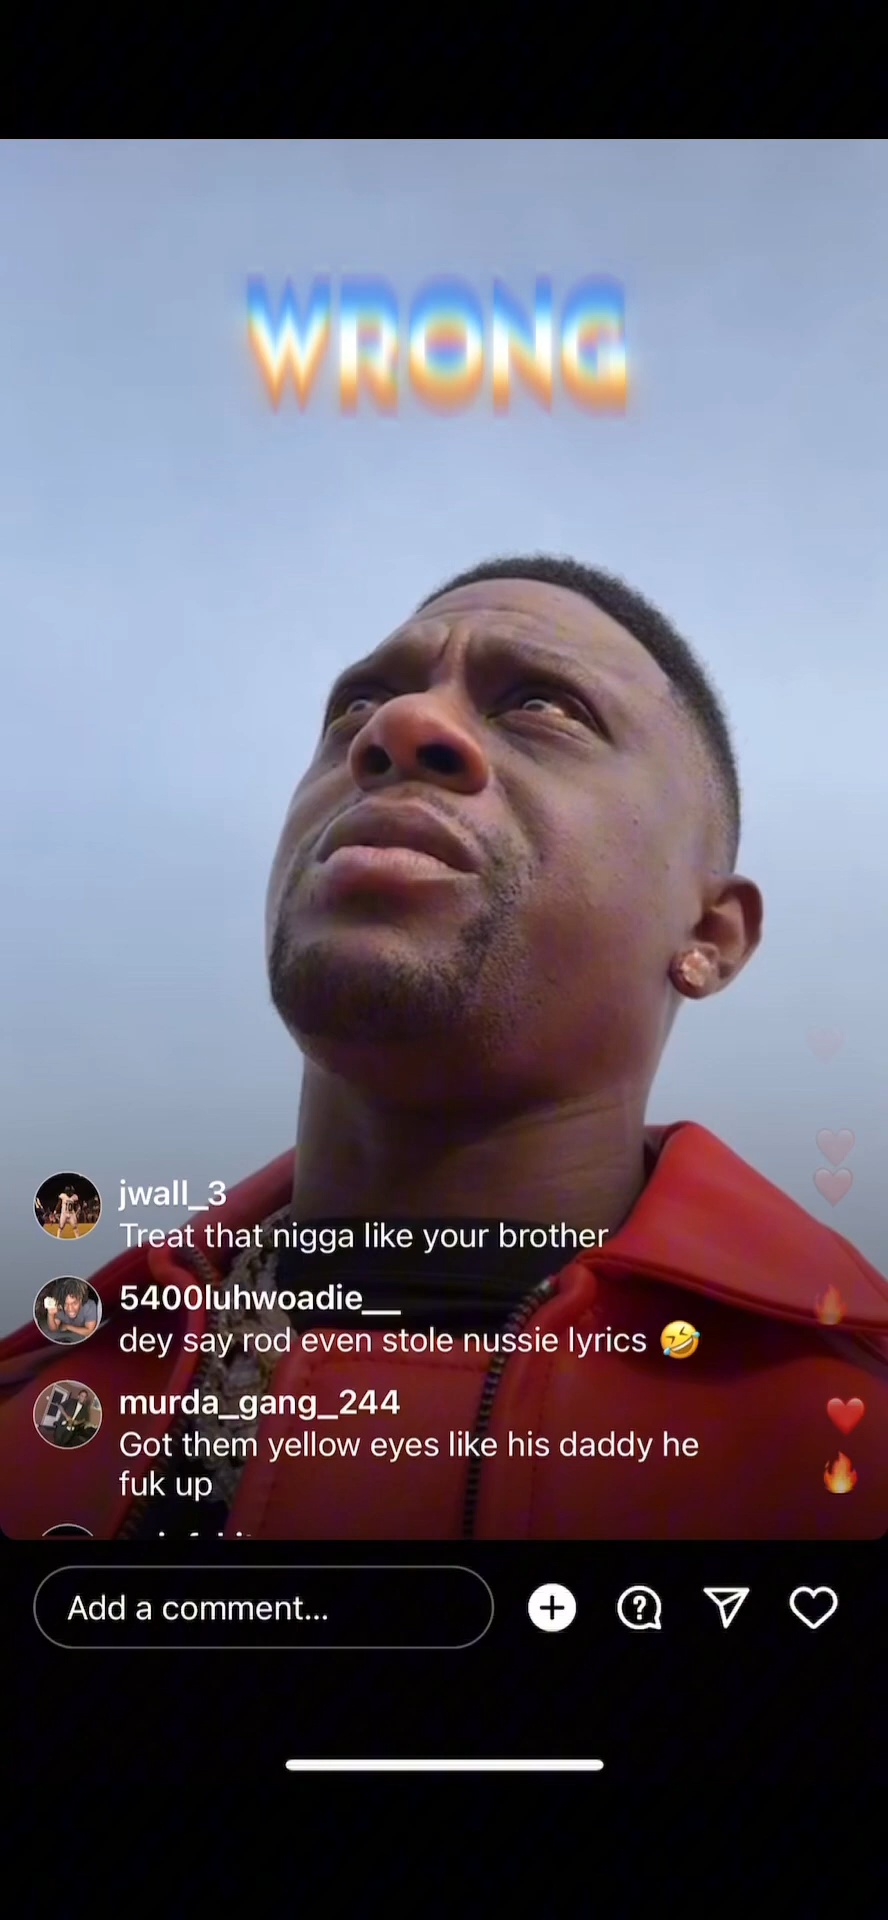 WRONG
jwall_3
Treat that nigga like your brother
5400luhwoadie__
dey say rod even stole nussie lyrics 🤣
murda_gang_244
Got them yellow eyes like his daddy he
fuk up
Add a comment...